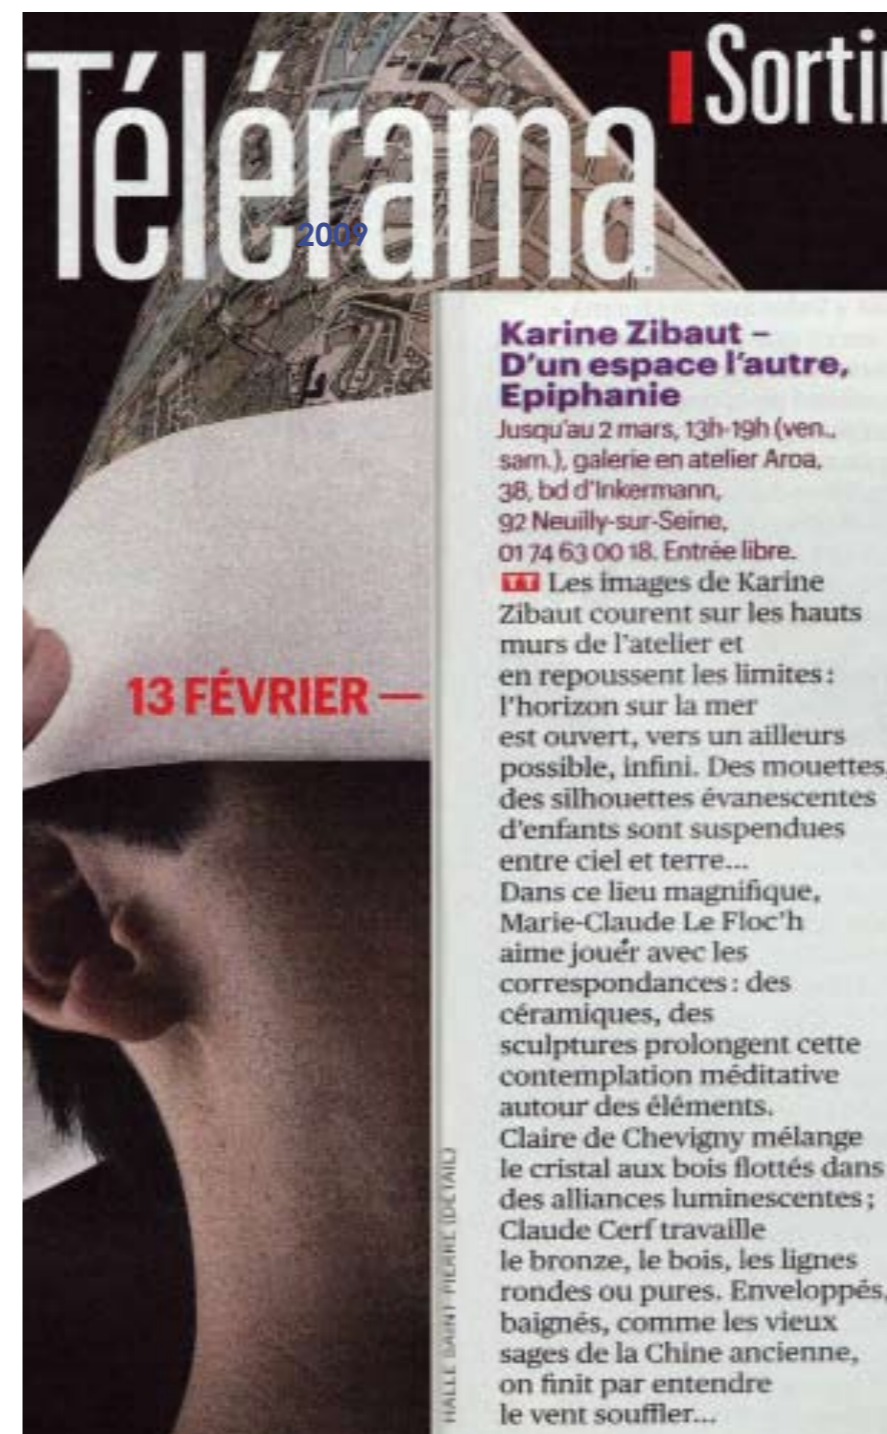 Télérama
Sortir
2009
13 FÉVRIER —
Karine Zibaut –
D'un espace l'autre,
Epiphanie
Jusqu'au 2 mars, 13h-19h (ven.,
sam.), galerie en atelier Aroa,
38, bd d'Inkermann,
92 Neuilly-sur-Seine,
01 74 63 00 18. Entrée libre.
TT Les images de Karine
Zibaut courent sur les hauts
murs de l'atelier et
en repoussent les limites :
l'horizon sur la mer
est ouvert, vers un ailleurs
possible, infini. Des mouettes,
des silhouettes évanescentes
d'enfants sont suspendues
entre ciel et terre...
Dans ce lieu magnifique,
Marie-Claude Le Floc'h
aime jouer avec les
correspondances : des
céramiques, des
sculptures prolongent cette
contemplation méditative
autour des éléments.
Claire de Chevigny mélange
le cristal aux bois flottés dans
des alliances luminescentes ;
Claude Cerf travaille
le bronze, le bois, les lignes
rondes ou pures. Enveloppés,
baignés, comme les vieux
sages de la Chine ancienne,
on finit par entendre
le vent souffler...
HALLE SAINT PIERRE (DÉTAIL)